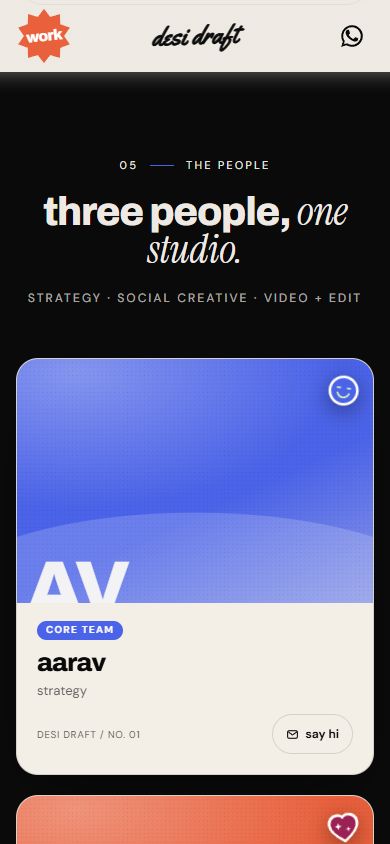 work
desi draft
05 — THE PEOPLE
three people, one
studio.
STRATEGY · SOCIAL CREATIVE · VIDEO + EDIT
AV
CORE TEAM
aarav
strategy
DESI DRAFT / NO. 01
say hi